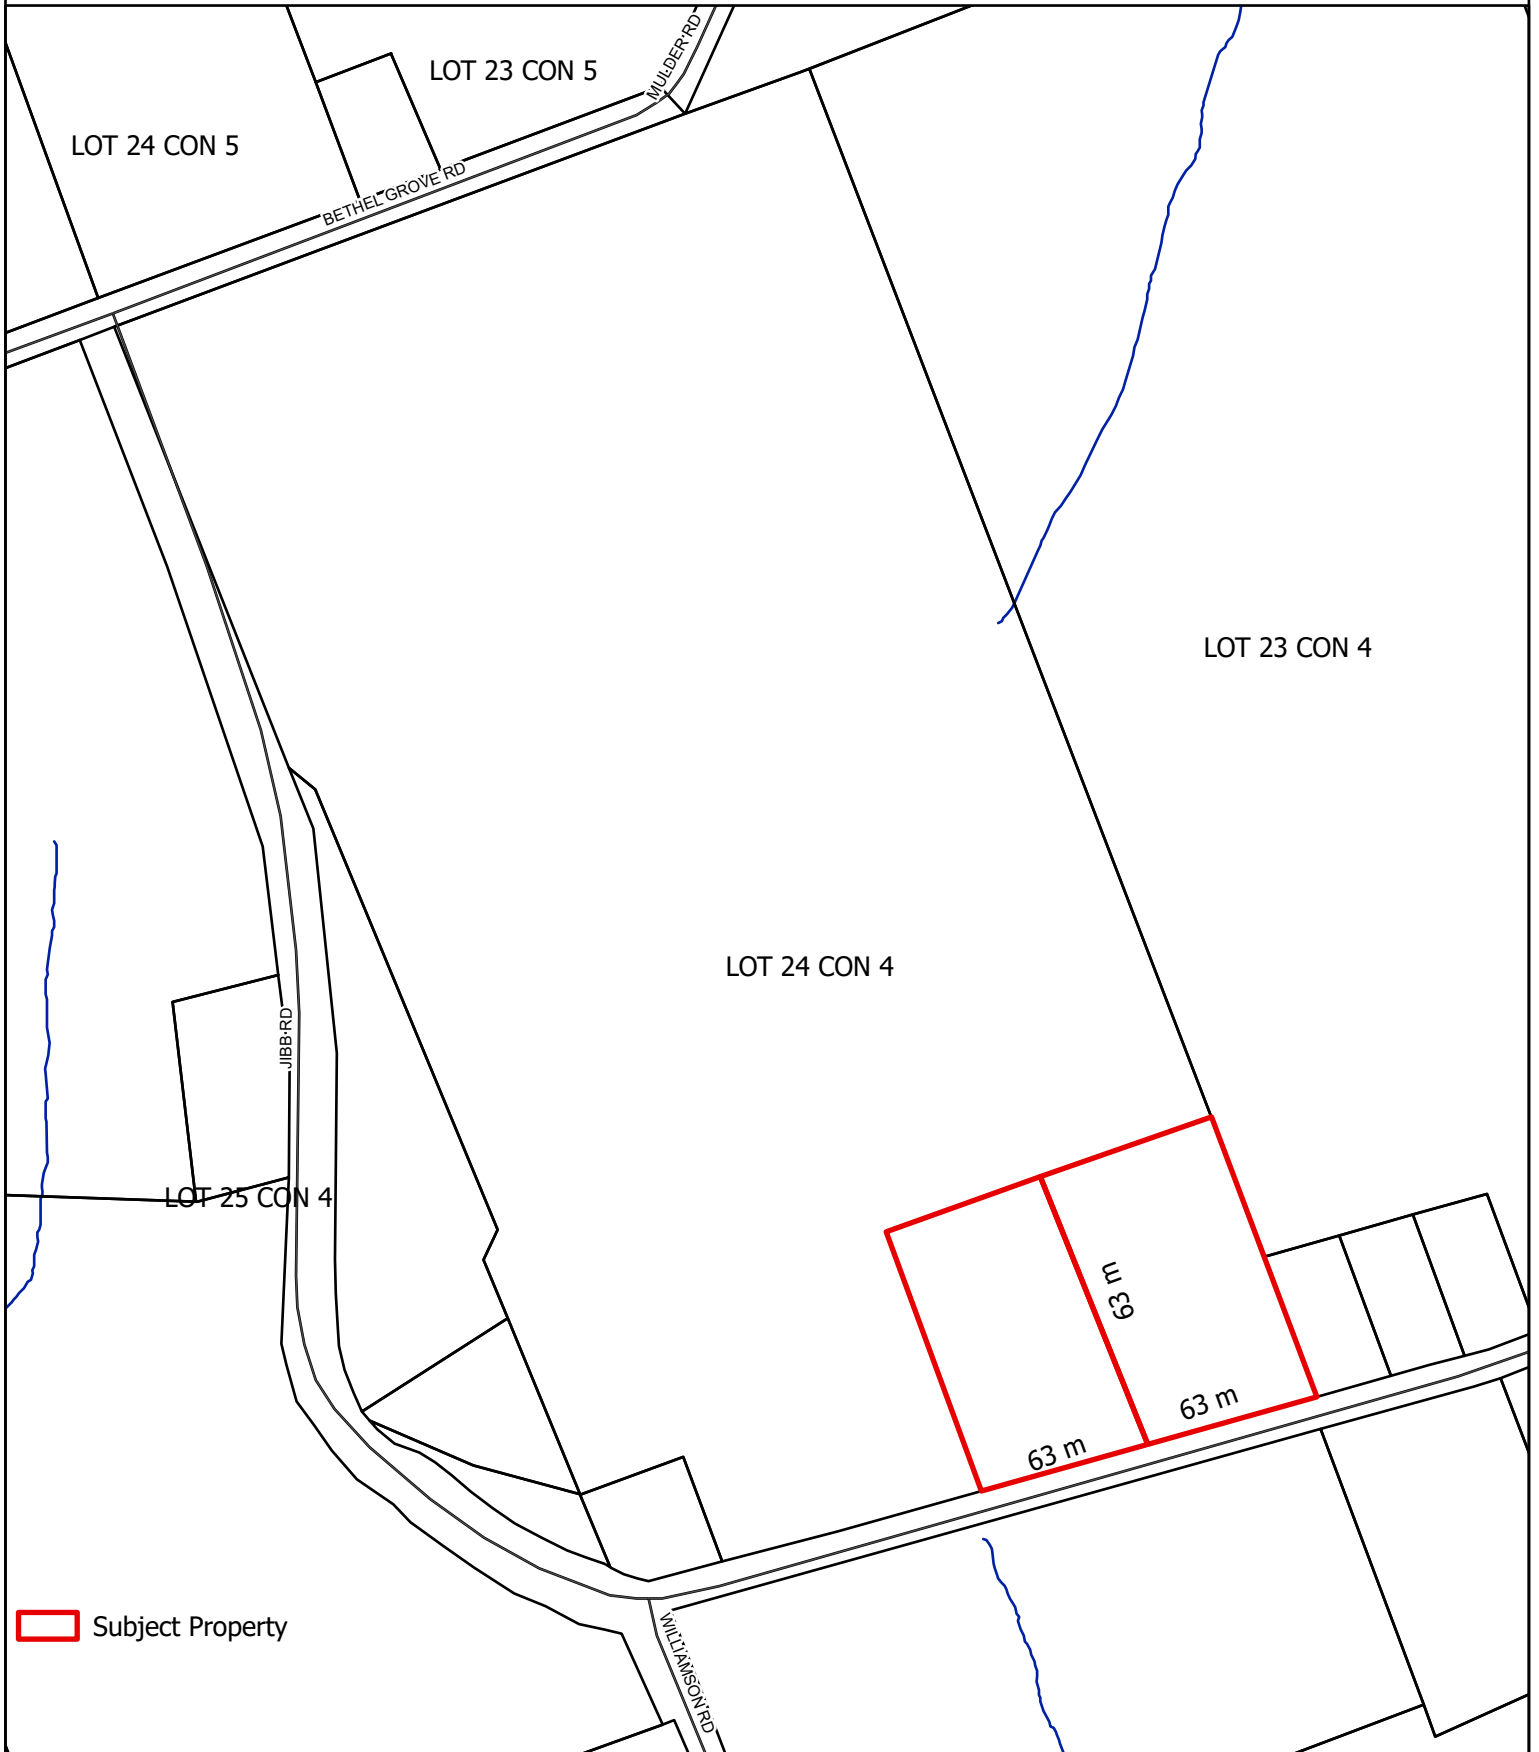 MULDER RD
LOT 23 CON 5
LOT 24 CON 5
BETHEL GROVE RD
LOT 23 CON 4
LOT 24 CON 4
JIBB RD
LOT 25 CON 4
63 m
63 m
63 m
Subject Property
WILLIAMSON RD